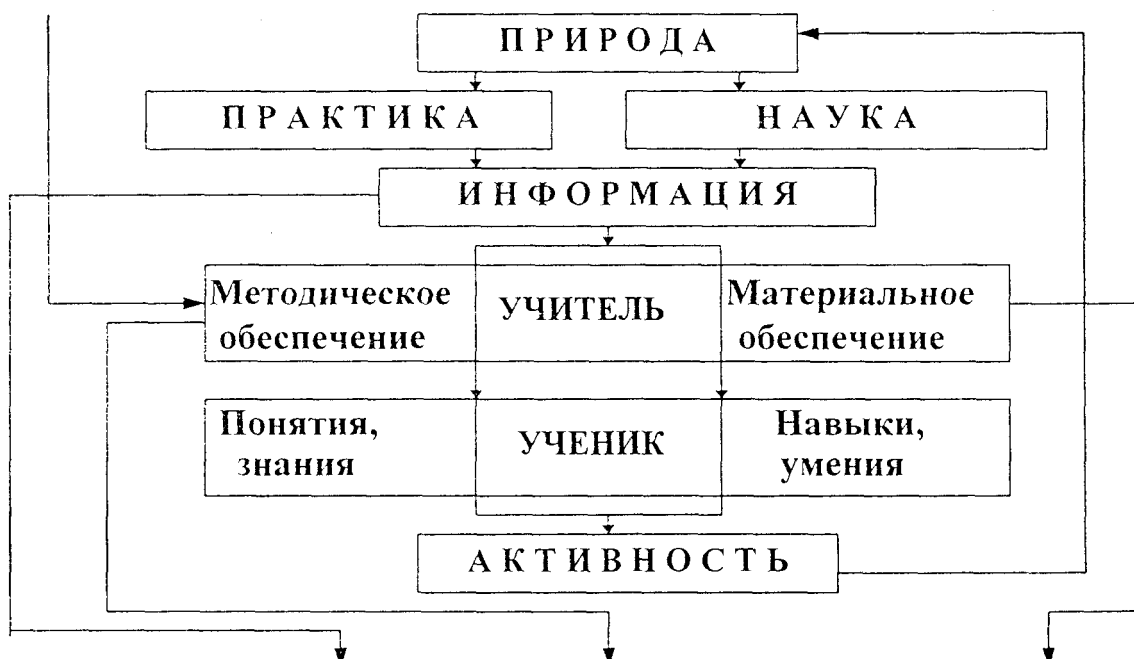 ПРИРОДА
ПРАКТИКА
НАУКА
ИНФОРМАЦИЯ
Методическое
обеспечение
УЧИТЕЛЬ
Материальное
обеспечение
Понятия,
знания
УЧЕНИК
Навыки,
умения
АКТИВНОСТЬ